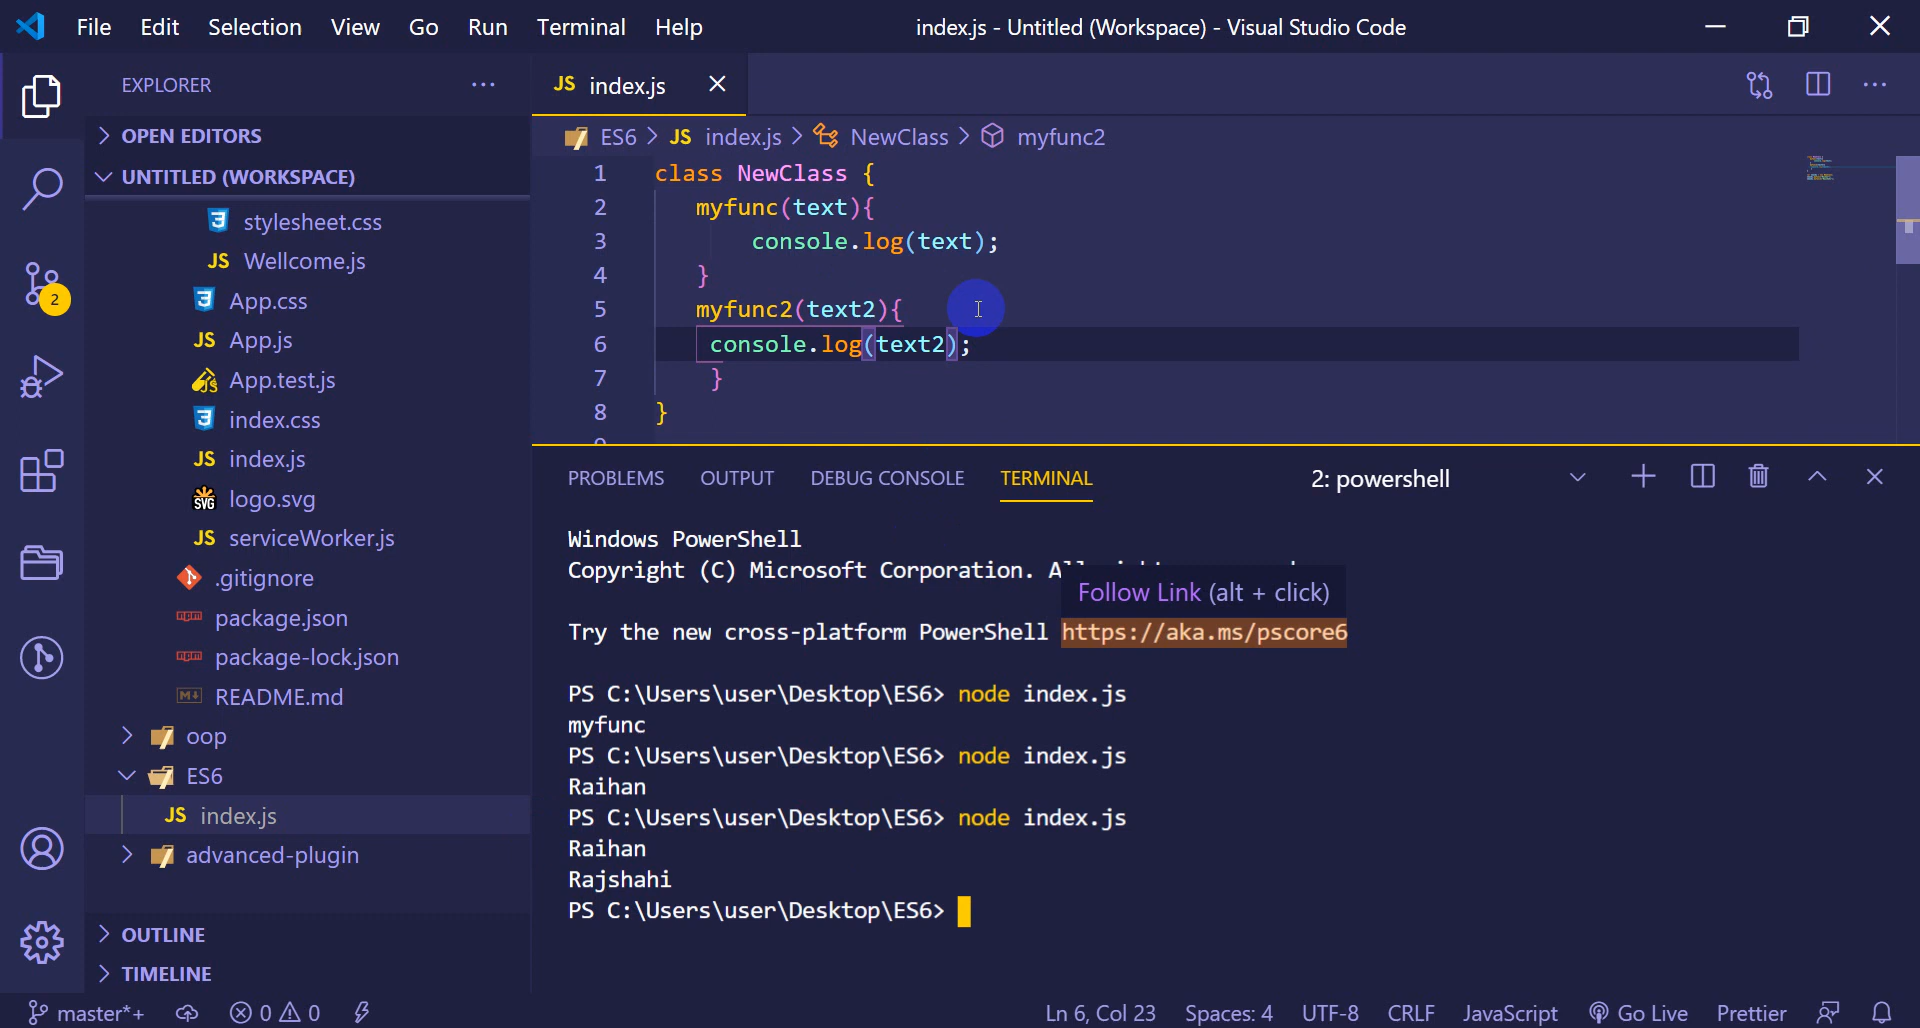 File Edit Selection View Go Run Terminal Help
index.js - Untitled (Workspace) - Visual Studio Code
EXPLORER
OPEN EDITORS
UNTITLED (WORKSPACE)
stylesheet.css
JS Wellcome.js
App.css
JS App.js
App.test.js
index.css
JS index.js
SVG logo.svg
JS serviceWorker.js
.gitignore
package.json
package-lock.json
README.md
oop
ES6
JS index.js
advanced-plugin
OUTLINE
TIMELINE
2
JS index.js
ES6 > JS index.js > NewClass > myfunc2
1 class NewClass {
2 myfunc(text){
3 console.log(text);
4 }
5 myfunc2(text2){
6 console.log(text2);
7 }
8 }
PROBLEMS OUTPUT DEBUG CONSOLE TERMINAL
2: powershell
Windows PowerShell
Copyright (C) Microsoft Corporation.
Follow Link (alt + click)
Try the new cross-platform PowerShell https://aka.ms/pscore6
PS C:\Users\user\Desktop\ES6> node index.js
myfunc
PS C:\Users\user\Desktop\ES6> node index.js
Raihan
PS C:\Users\user\Desktop\ES6> node index.js
Raihan
Rajshahi
PS C:\Users\user\Desktop\ES6>
master*+ 0 0 Ln 6, Col 23 Spaces: 4 UTF-8 CRLF JavaScript Go Live Prettier